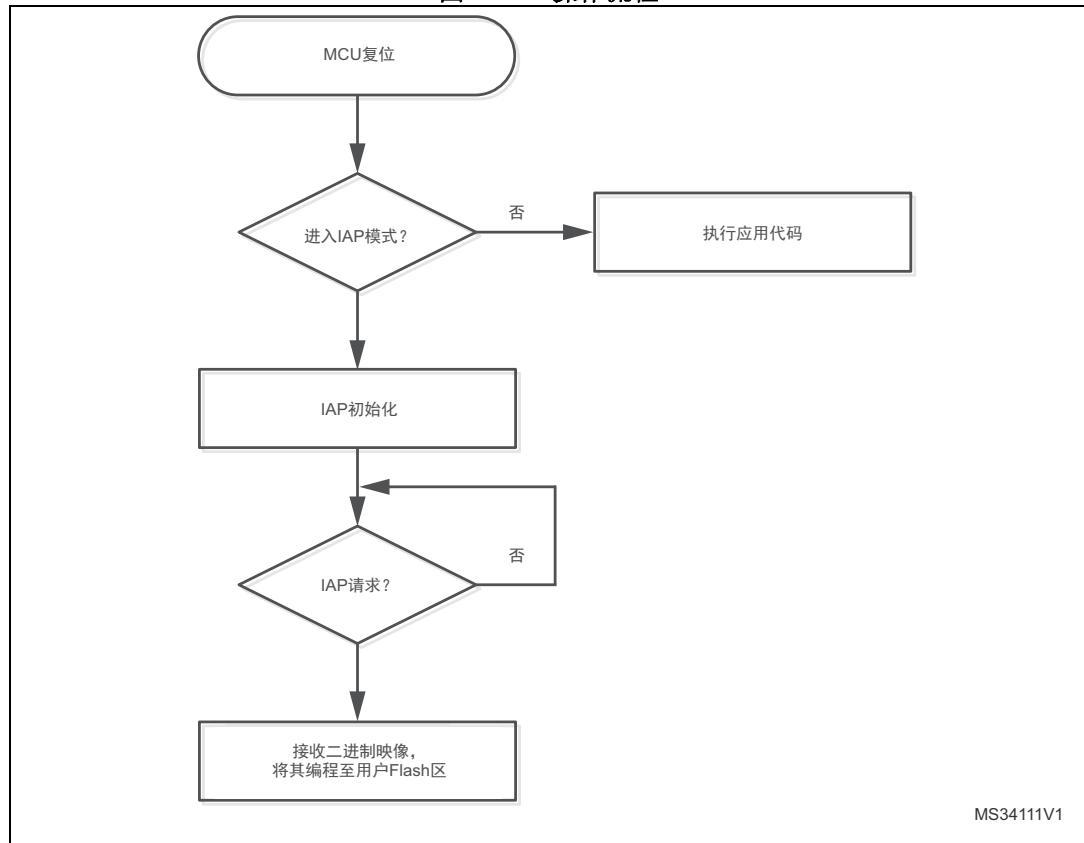 MCU复位
进入IAP模式？
否
执行应用代码
IAP初始化
否
IAP请求？
接收二进制映像，
将其编程至用户Flash区
MS34111V1